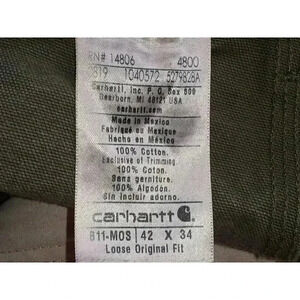 RN# 14806 4800
0819 1040572 5279828A
Carhartt, Inc. P. O. Box 600
Dearborn, MI 48121 USA
carhartt.com
Made in Mexico
Fabriqué au Mexique
Hecho en México
100% Cotton.
Exclusive of Trimming
100% Coton.
Sans garniture.
100% Algodón.
Sin incluir adorno.
carhartt
B11-MOS 42 X 34
Loose Original Fit